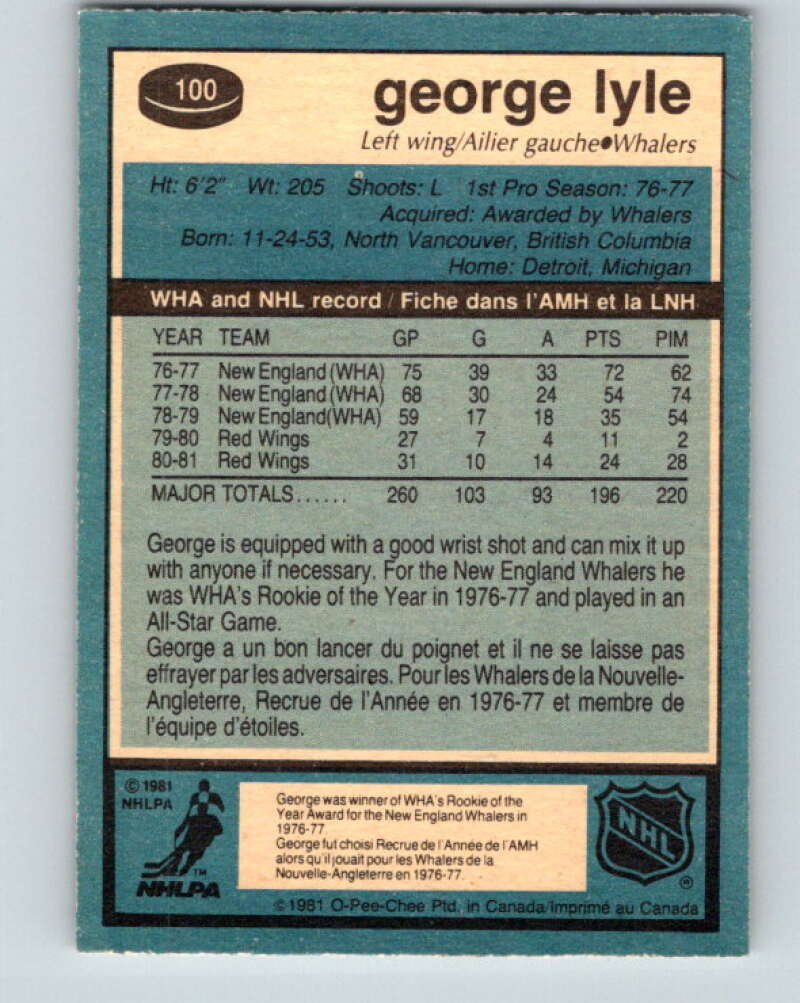 100
george lyle
Left wing/Ailier gauche•Whalers
Ht: 6'2" Wt: 205 Shoots: L 1st Pro Season: 76-77
Acquired: Awarded by Whalers
Born: 11-24-53, North Vancouver, British Columbia
Home: Detroit, Michigan
WHA and NHL record / Fiche dans l'AMH et la LNH
YEAR TEAM GP G A PTS PIM
76-77 New England (WHA) 75 39 33 72 62
77-78 New England (WHA) 68 30 24 54 74
78-79 New England(WHA) 59 17 18 35 54
79-80 Red Wings 27 7 4 11 2
80-81 Red Wings 31 10 14 24 28
MAJOR TOTALS...... 260 103 93 196 220
George is equipped with a good wrist shot and can mix it up
with anyone if necessary. For the New England Whalers he
was WHA's Rookie of the Year in 1976-77 and played in an
All-Star Game.
George a un bon lancer du poignet et il ne se laisse pas
effrayer par les adversaires. Pour les Whalers de la Nouvelle-
Angleterre, Recrue de l'Année en 1976-77 et membre de
l'équipe d'étoiles.
© 1981
NHLPA
TM
NHLPA
George was winner of WHA's Rookie of the
Year Award for the New England Whalers in
1976-77
George fut choisi Recrue de l'Année de l'AMH
alors qu'il jouait pour les Whalers de la
Nouvelle-Angleterre en 1976-77.
NHL
®
© 1981 O-Pee-Chee Ptd. in Canada/Imprimé au Canada